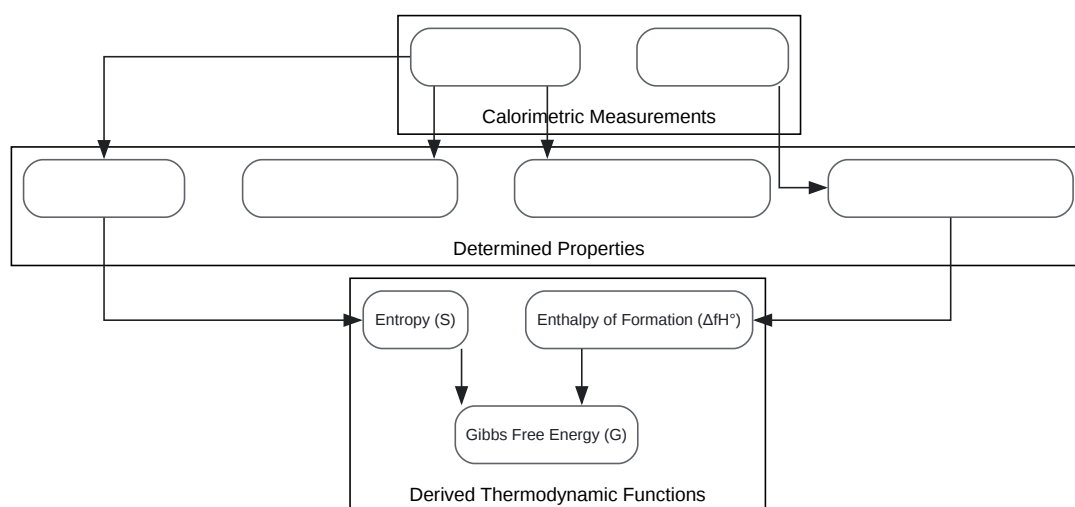 Calorimetric Measurements
Determined Properties
Entropy (S)
Enthalpy of Formation (ΔfH°)
Gibbs Free Energy (G)
Derived Thermodynamic Functions